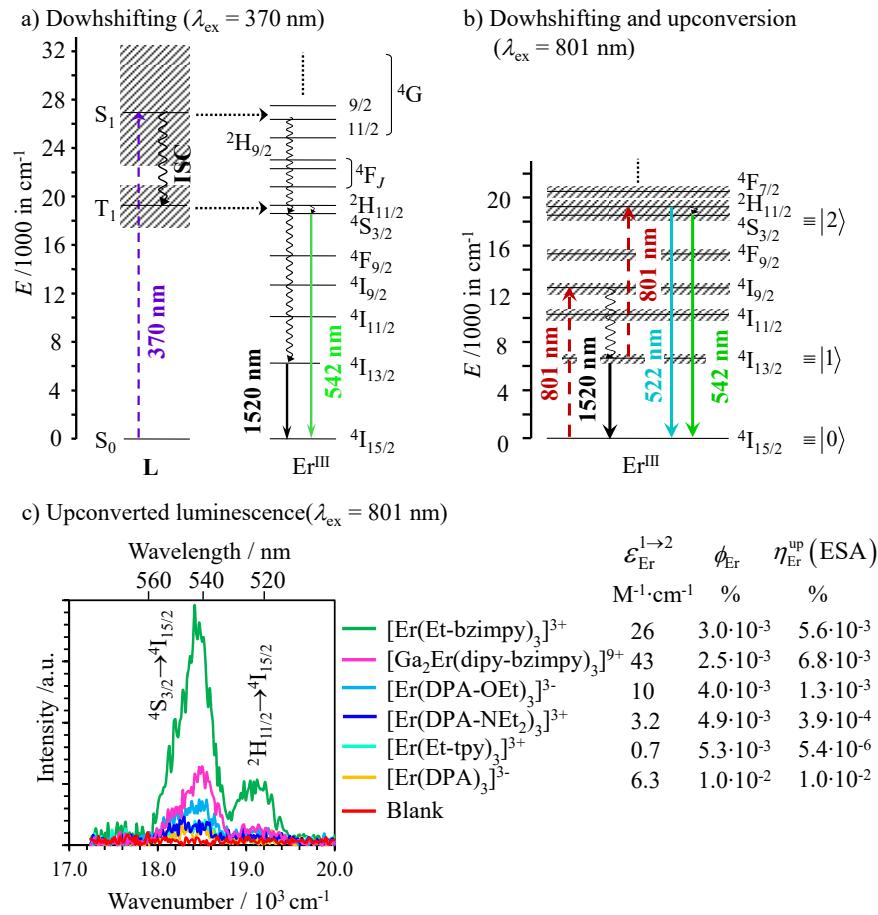 a) Dowhshifting (λex = 370 nm)
E /1000 in cm-1
32
28
24
20
16
12
8
4
0
S1
T1
S0
ISC
370 nm
L
9/2
11/2
4G
2H9/2
4FJ
2H11/2
4S3/2
4F9/2
4I9/2
4I11/2
4I13/2
4I15/2
1520 nm
542 nm
ErIII
b) Dowhshifting and upconversion
(λex = 801 nm)
E /1000 in cm-1
20
16
12
8
4
0
4F7/2
2H11/2
4S3/2 ≡|2⟩
4F9/2
4I9/2
4I11/2
4I13/2 ≡|1⟩
4I15/2 ≡|0⟩
801 nm
1520 nm
801 nm
522 nm
542 nm
ErIII
c) Upconverted luminescence(λex = 801 nm)
Wavelength / nm
560 540 520
4S3/2→4I15/2
2H11/2→4I15/2
Intensity /a.u.
17.0 18.0 19.0 20.0
Wavenumber / 103 cm-1
εEr1→2 ϕEr ηErup (ESA)
M-1·cm-1 % %
[Er(Et-bzimpy)3]3+ 26 3.0·10-3 5.6·10-3
[Ga2Er(dipy-bzimpy)3]9+ 43 2.5·10-3 6.8·10-3
[Er(DPA-OEt)3]3- 10 4.0·10-3 1.3·10-3
[Er(DPA-NEt2)3]3+ 3.2 4.9·10-3 3.9·10-4
[Er(Et-tpy)3]3+ 0.7 5.3·10-3 5.4·10-6
[Er(DPA)3]3- 6.3 1.0·10-2 1.0·10-2
Blank